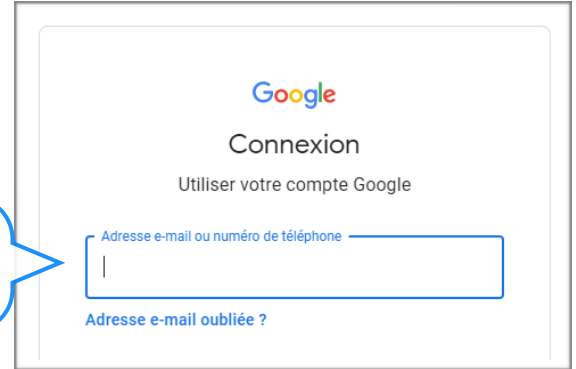 Google
Connexion
Utiliser votre compte Google
Adresse e-mail ou numéro de téléphone
Adresse e-mail oubliée ?